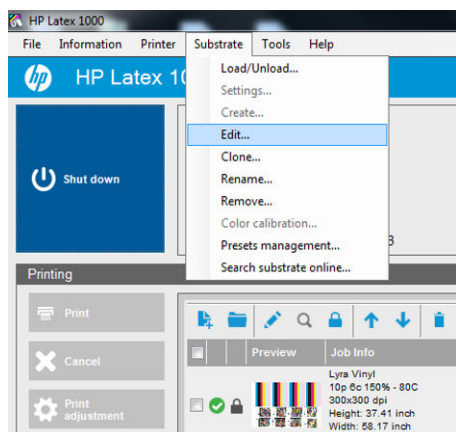 HP Latex 1000
File Information Printer Substrate Tools Help
hp HP Latex 10
Load/Unload...
Settings...
Create...
Edit...
Clone...
Rename...
Remove...
Color calibration...
Presets management...
Search substrate online...
Shut down
3
Printing
Print
Cancel
Print
adjustment
Preview Job Info
Lyra Vinyl
10p 6c 150% - 80C
300x300 dpi
Height: 37.41 inch
Width: 58.17 inch